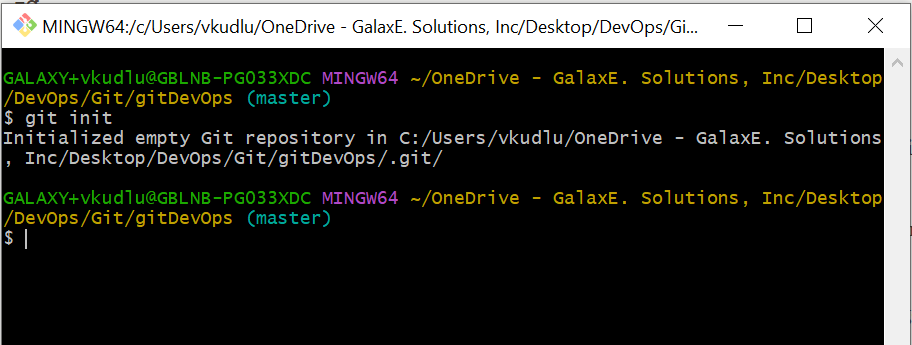 MINGW64:/c/Users/vkudlu/OneDrive - GalaxE. Solutions, Inc/Desktop/DevOps/Gi...
GALAXY+vkudlu@GBLNB-PG033XDC MINGW64 ~/OneDrive - GalaxE. Solutions, Inc/Desktop
/DevOps/Git/gitDevOps (master)
$ git init
Initialized empty Git repository in C:/Users/vkudlu/OneDrive - GalaxE. Solutions
, Inc/Desktop/DevOps/Git/gitDevOps/.git/
GALAXY+vkudlu@GBLNB-PG033XDC MINGW64 ~/OneDrive - GalaxE. Solutions, Inc/Desktop
/DevOps/Git/gitDevOps (master)
$